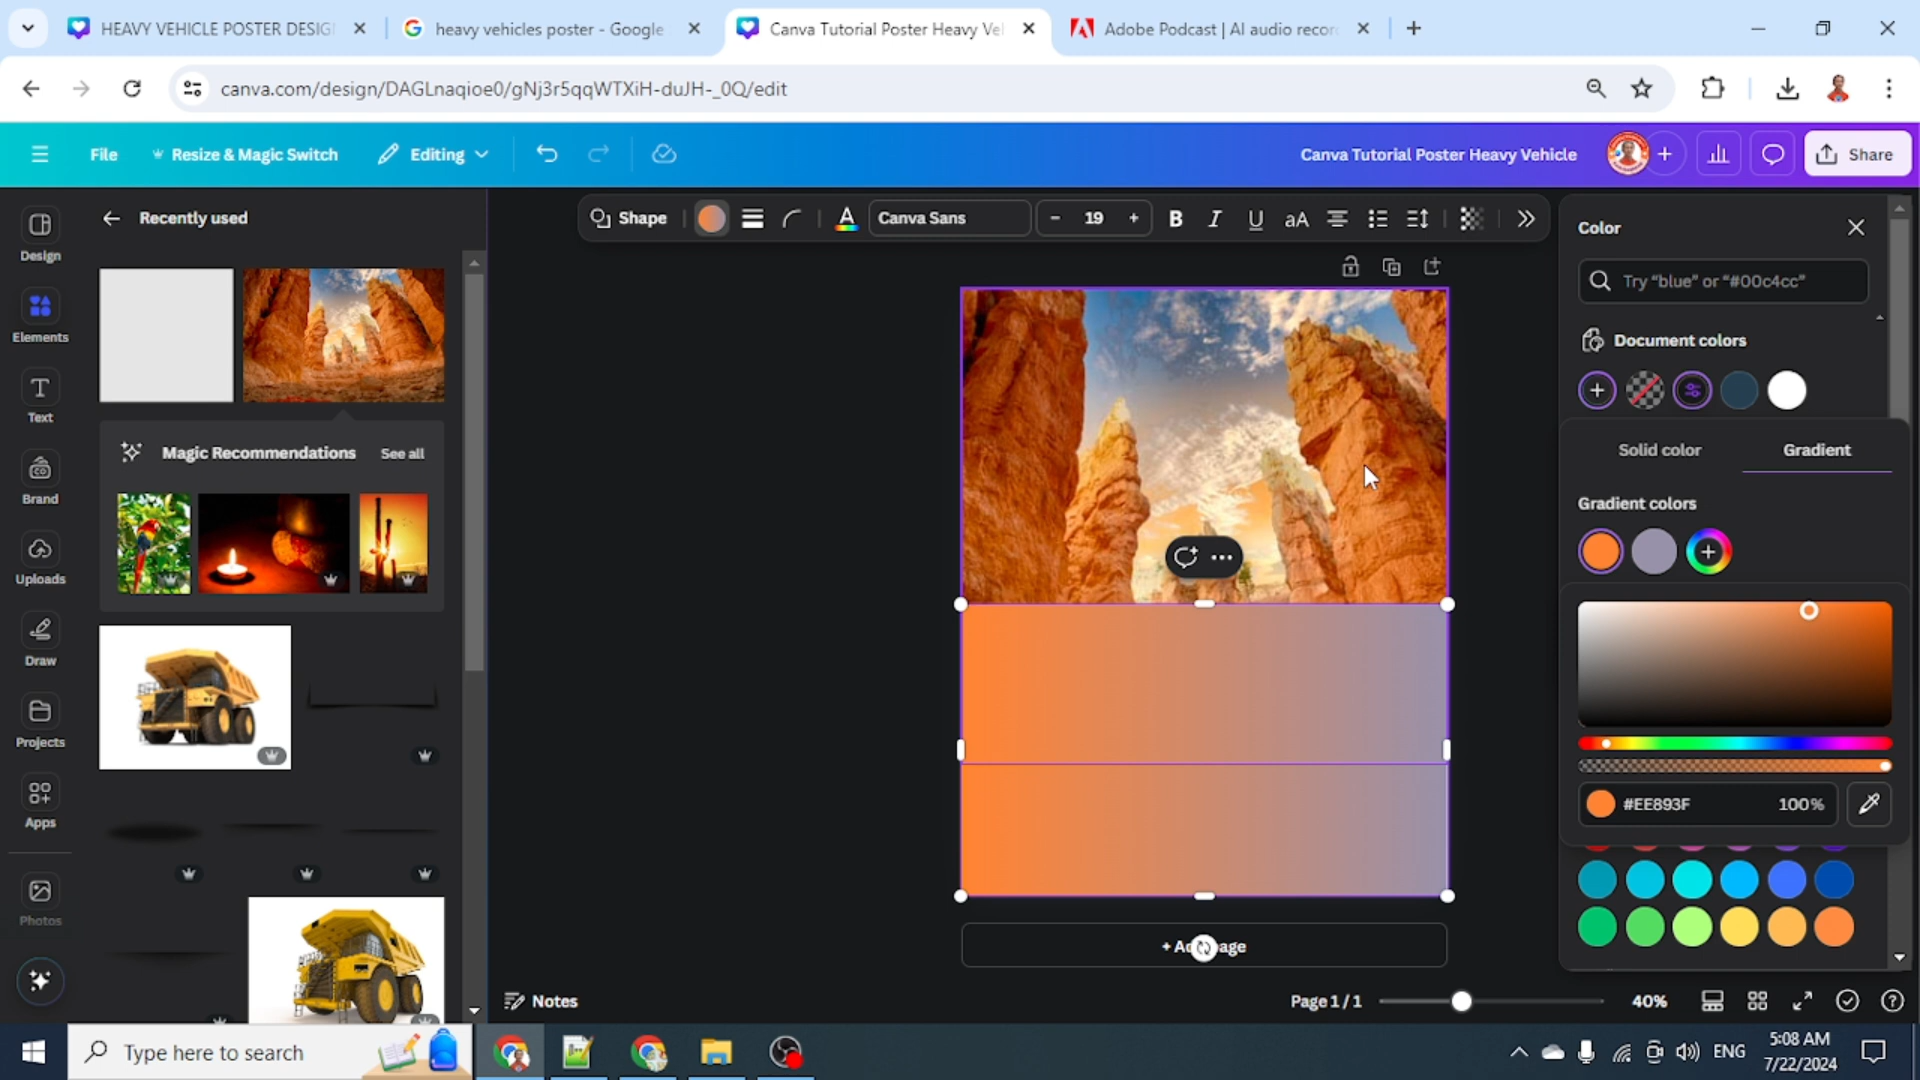 HEAVY VEHICLE POSTER DESIG
heavy vehicles poster - Google
Canva Tutorial Poster Heavy Ve
Adobe Podcast | AI audio recor
canva.com/design/DAGLnaqioe0/gNj3r5qqWTXiH-duJH-_0Q/edit
File
Resize & Magic Switch
Editing
Canva Tutorial Poster Heavy Vehicle
Share
Design
Elements
Text
Brand
Uploads
Draw
Projects
Apps
Photos
Recently used
Magic Recommendations
See all
Shape
A
Canva Sans
- 19 +
B I U aA
Color
Try “blue” or “#00c4cc”
Document colors
Solid color
Gradient
Gradient colors
#EE893F
100%
Notes
Page 1 / 1
40%
Type here to search
ENG
5:08 AM
7/22/2024